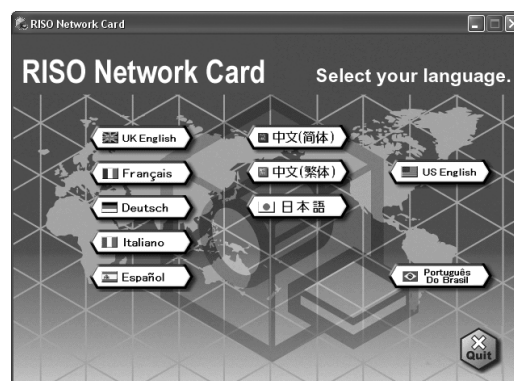 RISO Network Card
RISO Network Card
Select your language.
UK English
Français
Deutsch
Italiano
Español
中文(简体)
中文(繁体)
日本語
US English
Português
Do Brasil
Quit